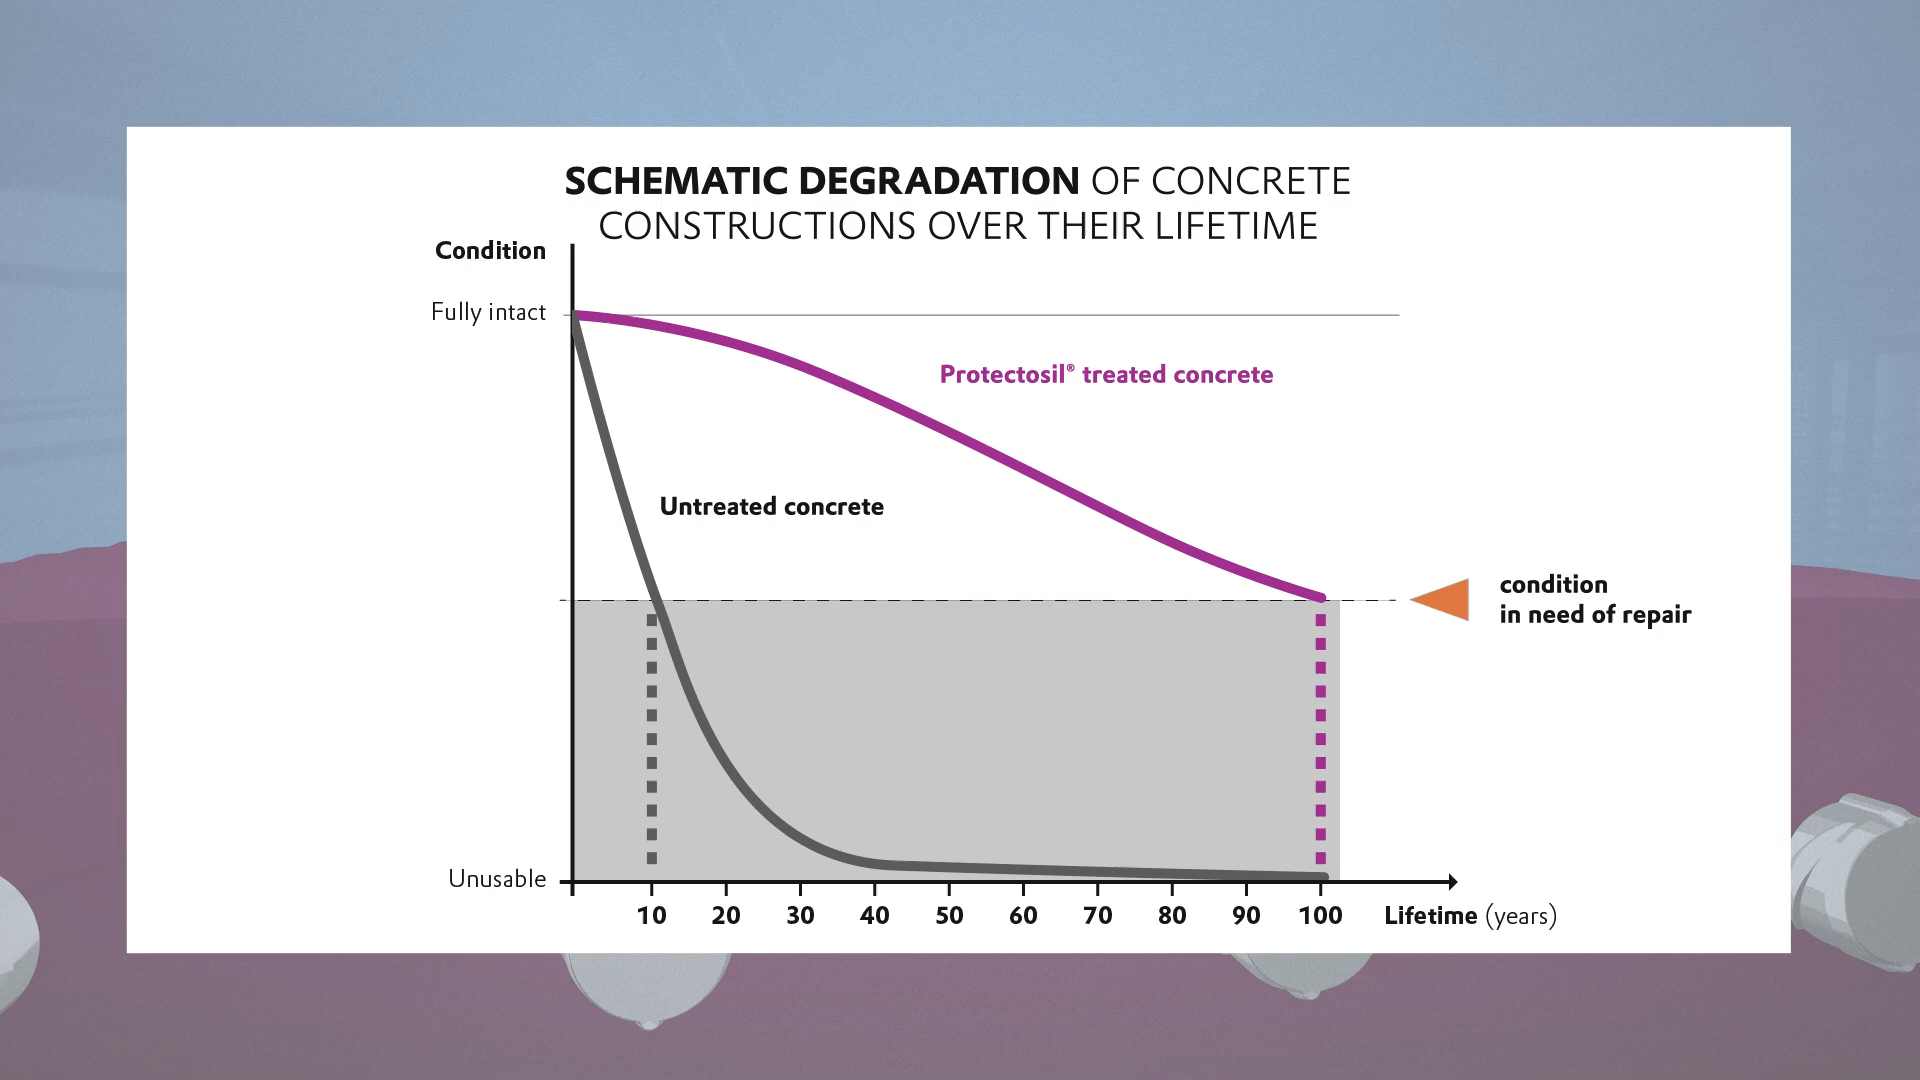 SCHEMATIC DEGRADATION OF CONCRETE
CONSTRUCTIONS OVER THEIR LIFETIME
Condition
Fully intact
Protectosil® treated concrete
Untreated concrete
condition
in need of repair
Unusable
10 20 30 40 50 60 70 80 90 100 Lifetime (years)